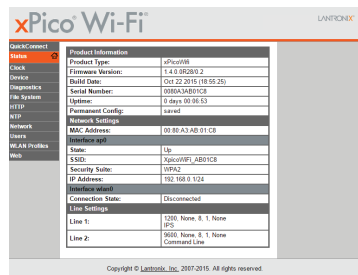 xPico® Wi-Fi®
LANTRONIX®
QuickConnect
Status
Clock
Device
Diagnostics
File System
HTTP
NTP
Network
Users
WLAN Profiles
Web
Product Information
Product Type: xPicoWifi
Firmware Version: 1.4.0.0R28/0.2
Build Date: Oct 22 2015 (18:55:25)
Serial Number: 0080A3AB01C8
Uptime: 0 days 00:06:53
Permanent Config: saved
Network Settings
MAC Address: 00:80:A3:AB:01:C8
Interface ap0
State: Up
SSID: XpicoWiFi_AB01C8
Security Suite: WPA2
IP Address: 192.168.0.1/24
Interface wlan0
Connection State: Disconnected
Line Settings
Line 1: 1200, None, 8, 1, None
IPS
Line 2: 9600, None, 8, 1, None
Command Line
Copyright © Lantronix, Inc. 2007-2015. All rights reserved.